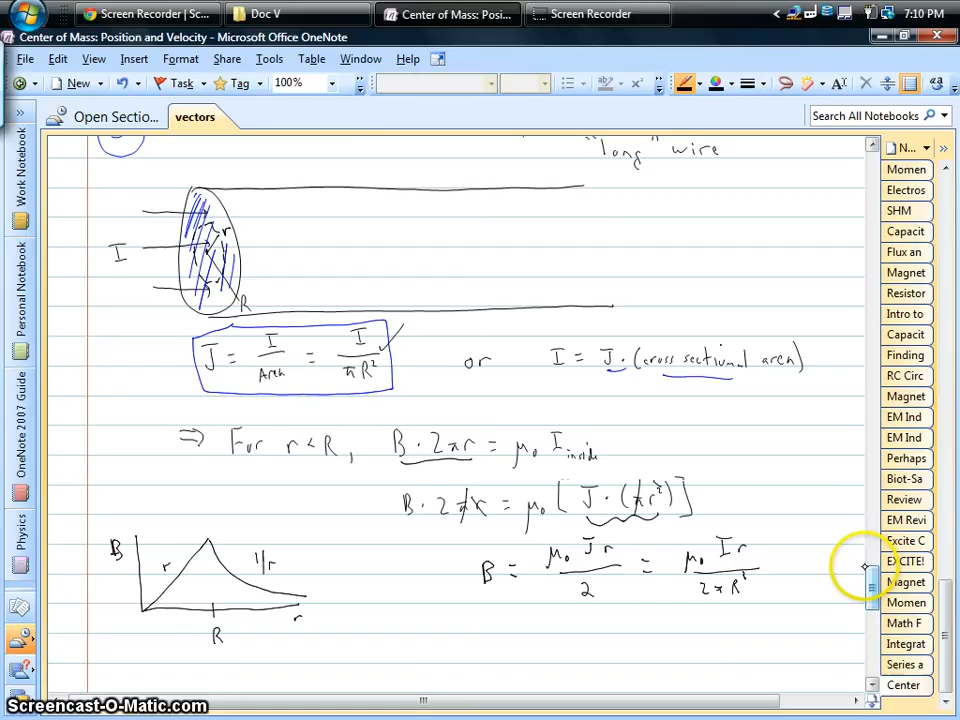 Screen Recorder | Sc...
Doc V
Center of Mass: Posi...
Screen Recorder
7:10 PM
Center of Mass: Position and Velocity - Microsoft Office OneNote
File Edit View Insert Format Share Tools Table Window Help
New Task Tag 100%
Open Sectio... vectors
Search All Notebooks
N...
Work Notebook
OneNote 2007 Guide
Physics
Momen
Electros
SHM
Capacit
Flux an
Magnet
Resistor
Intro to
Capacit
Finding
RC Circ
Magnet
EM Ind
EM Ind
Perhaps
Biot-Sa
Review
EM Revi
Excite C
EXCITE!
Magnet
Momen
Math F
Integrat
Series a
Center
"long" wire
I
r
R
J = I / Area = I / πR² or I = J · (cross sectional area)
⇒ For r < R, B · 2πr = μ₀ I inside
B · 2πr = μ₀ [ J · (πr²) ]
B = μ₀ J r / 2 = μ₀ I r / 2πR²
B
r
1/r
R
r
Screencast-O-Matic.com